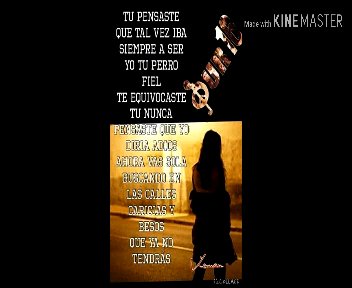 TU PENSASTE
QUE TAL VEZ IBA
SIEMPRE A SER
YO TU PERRO
FIEL
TE EQUIVOCASTE
TU NUNCA
PENSASTE QUE YO
DIRIA ADIOS
AHORA VAS SOLA
BUSCANDO EN
LAS CALLES
CARICIAS Y
BESOS
QUE YA NO
TENDRAS
Made with KINEMASTER